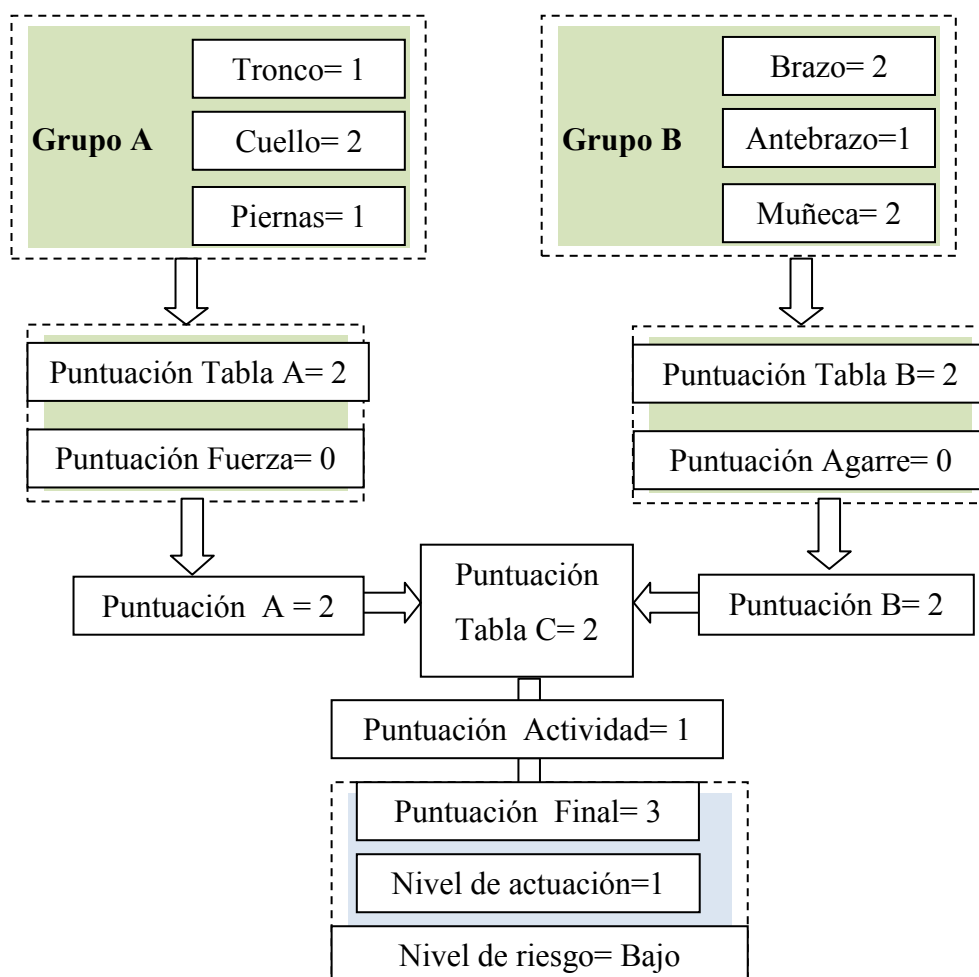 Grupo A
Tronco= 1
Cuello= 2
Piernas= 1
Grupo B
Brazo= 2
Antebrazo=1
Muñeca= 2
Puntuación Tabla A= 2
Puntuación Fuerza= 0
Puntuación Tabla B= 2
Puntuación Agarre= 0
Puntuación A = 2
Puntuación
Tabla C= 2
Puntuación B= 2
Puntuación Actividad= 1
Puntuación Final= 3
Nivel de actuación=1
Nivel de riesgo= Bajo